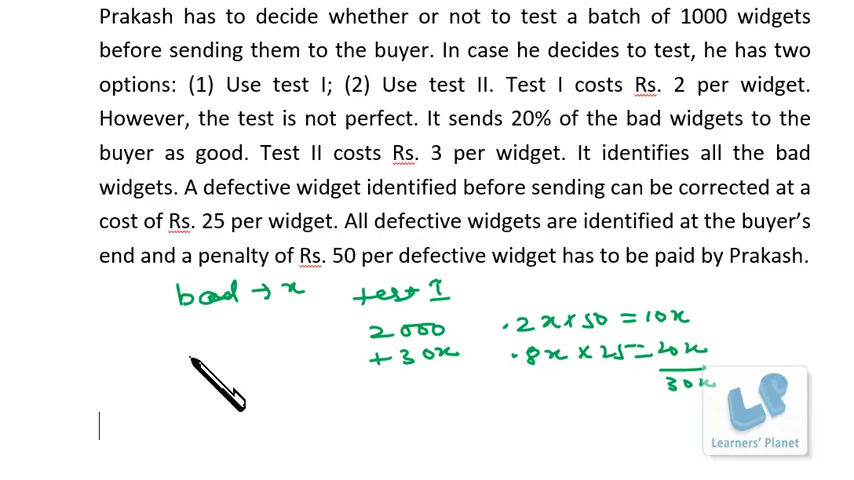 Prakash has to decide whether or not to test a batch of 1000 widgets
before sending them to the buyer. In case he decides to test, he has two
options: (1) Use test I; (2) Use test II. Test I costs Rs. 2 per widget.
However, the test is not perfect. It sends 20% of the bad widgets to the
buyer as good. Test II costs Rs. 3 per widget. It identifies all the bad
widgets. A defective widget identified before sending can be corrected at a
cost of Rs. 25 per widget. All defective widgets are identified at the buyer's
end and a penalty of Rs. 50 per defective widget has to be paid by Prakash.
bad → x test I
2000 .2x × 50 = 10x
+30x .8x × 25 = 20x
30x
LP
Learners' Planet